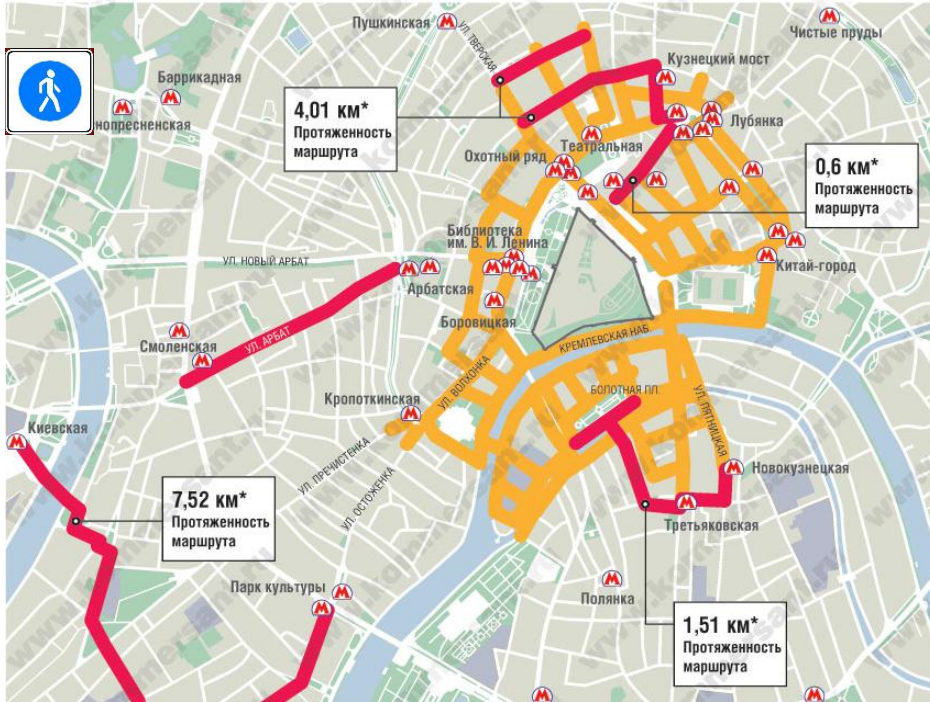 Пушкинская
УЛ. ТВЕРСКАЯ
Чистые пруды
Кузнецкий мост
Баррикадная
нопресненская
4,01 км*
Протяженность
маршрута
Лубянка
Театральная
Охотный ряд
0,6 км*
Протяженность
маршрута
Библиотека
им. В. И. Ленина
УЛ. НОВЫЙ АРБАТ
Китай-город
Арбатская
Боровицкая
КРЕМЛЕВСКАЯ НАБ.
УЛ. АРБАТ
Смоленская
УЛ. ВОЛХОНКА
БОЛОТНАЯ ПЛ.
УЛ. ПЯТНИЦКАЯ
Кропоткинская
Киевская
УЛ. ПРЕЧИСТЕНКА
УЛ. ОСТОЖЕНКА
Новокузнецкая
7,52 км*
Протяженность
маршрута
Третьяковская
Парк культуры
Полянка
1,51 км*
Протяженность
маршрута